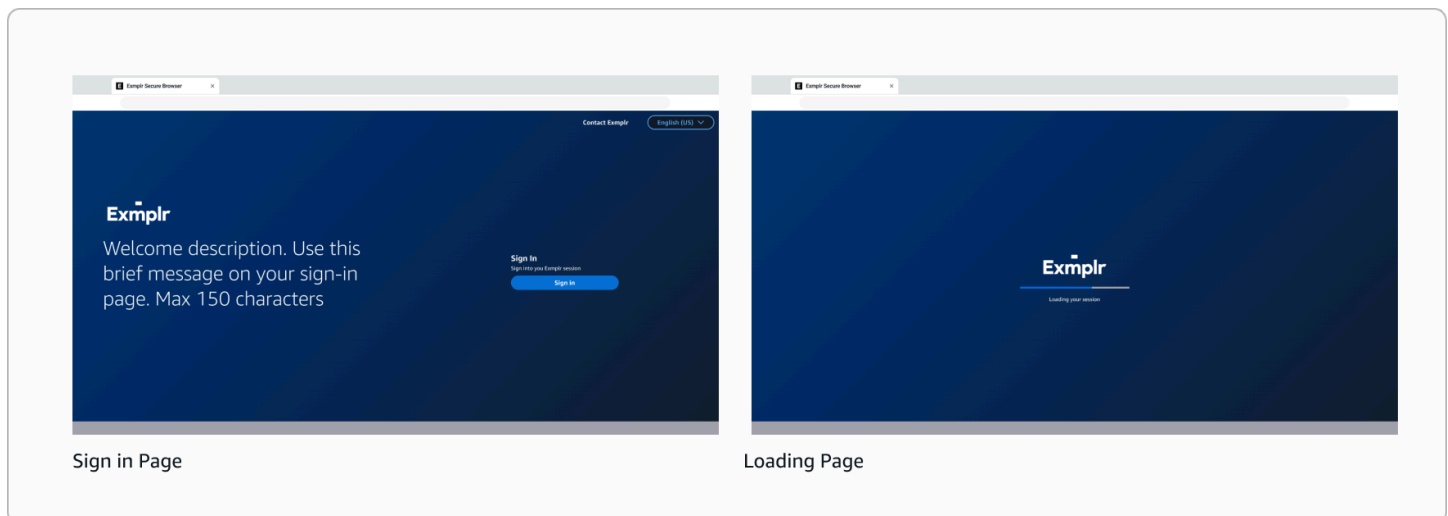 Exmplr Secure Browser
Contact Exmplr
English (US)
Exmplr
Welcome description. Use this
brief message on your sign-in
page. Max 150 characters
Sign In
Sign into you Exmplr session
Sign in
Sign in Page
E Exmplr Secure Browser
Exmplr
Loading your session
Loading Page